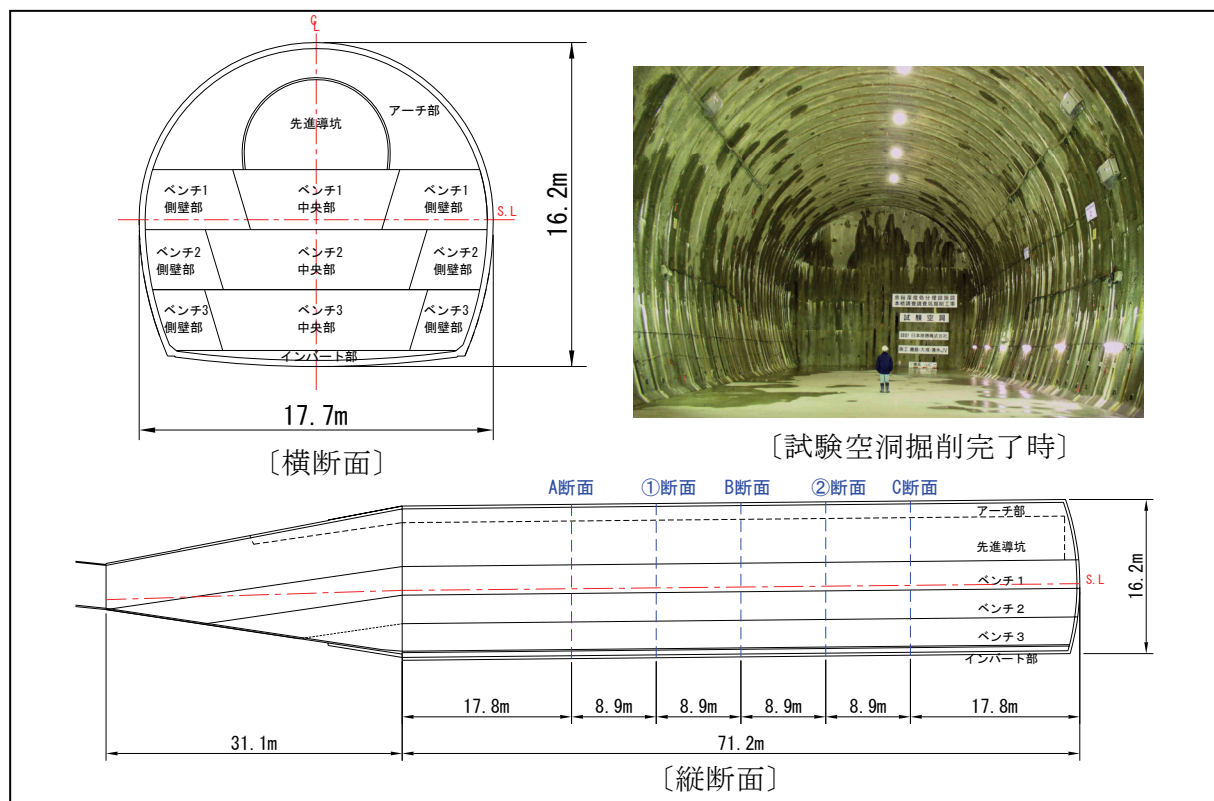 C L
アーチ部
先進導坑
ベンチ1 側壁部
ベンチ1 中央部
ベンチ1 側壁部
S.L
ベンチ2 側壁部
ベンチ2 中央部
ベンチ2 側壁部
ベンチ3 側壁部
ベンチ3 中央部
ベンチ3 側壁部
インバート部
16.2m
17.7m
〔横断面〕
試験空洞
〔試験空洞掘削完了時〕
A断面 ①断面 B断面 ②断面 C断面
アーチ部
先進導坑
ベンチ1
S.L
ベンチ2
ベンチ3
インバート部
16.2m
17.8m 8.9m 8.9m 8.9m 8.9m 17.8m
31.1m 71.2m
〔縦断面〕